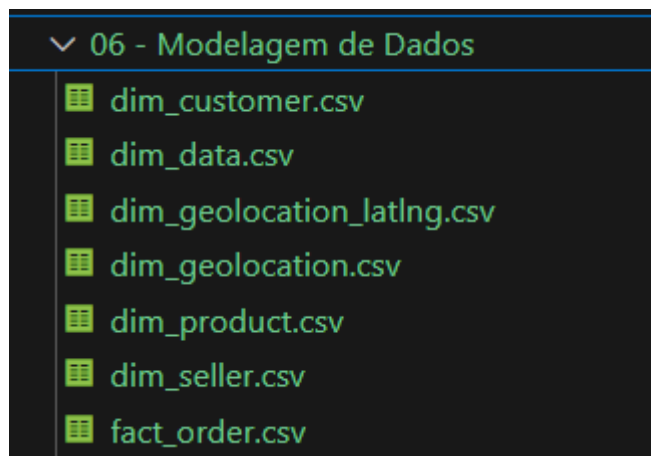 06 - Modelagem de Dados
dim_customer.csv
dim_data.csv
dim_geolocation_latlng.csv
dim_geolocation.csv
dim_product.csv
dim_seller.csv
fact_order.csv